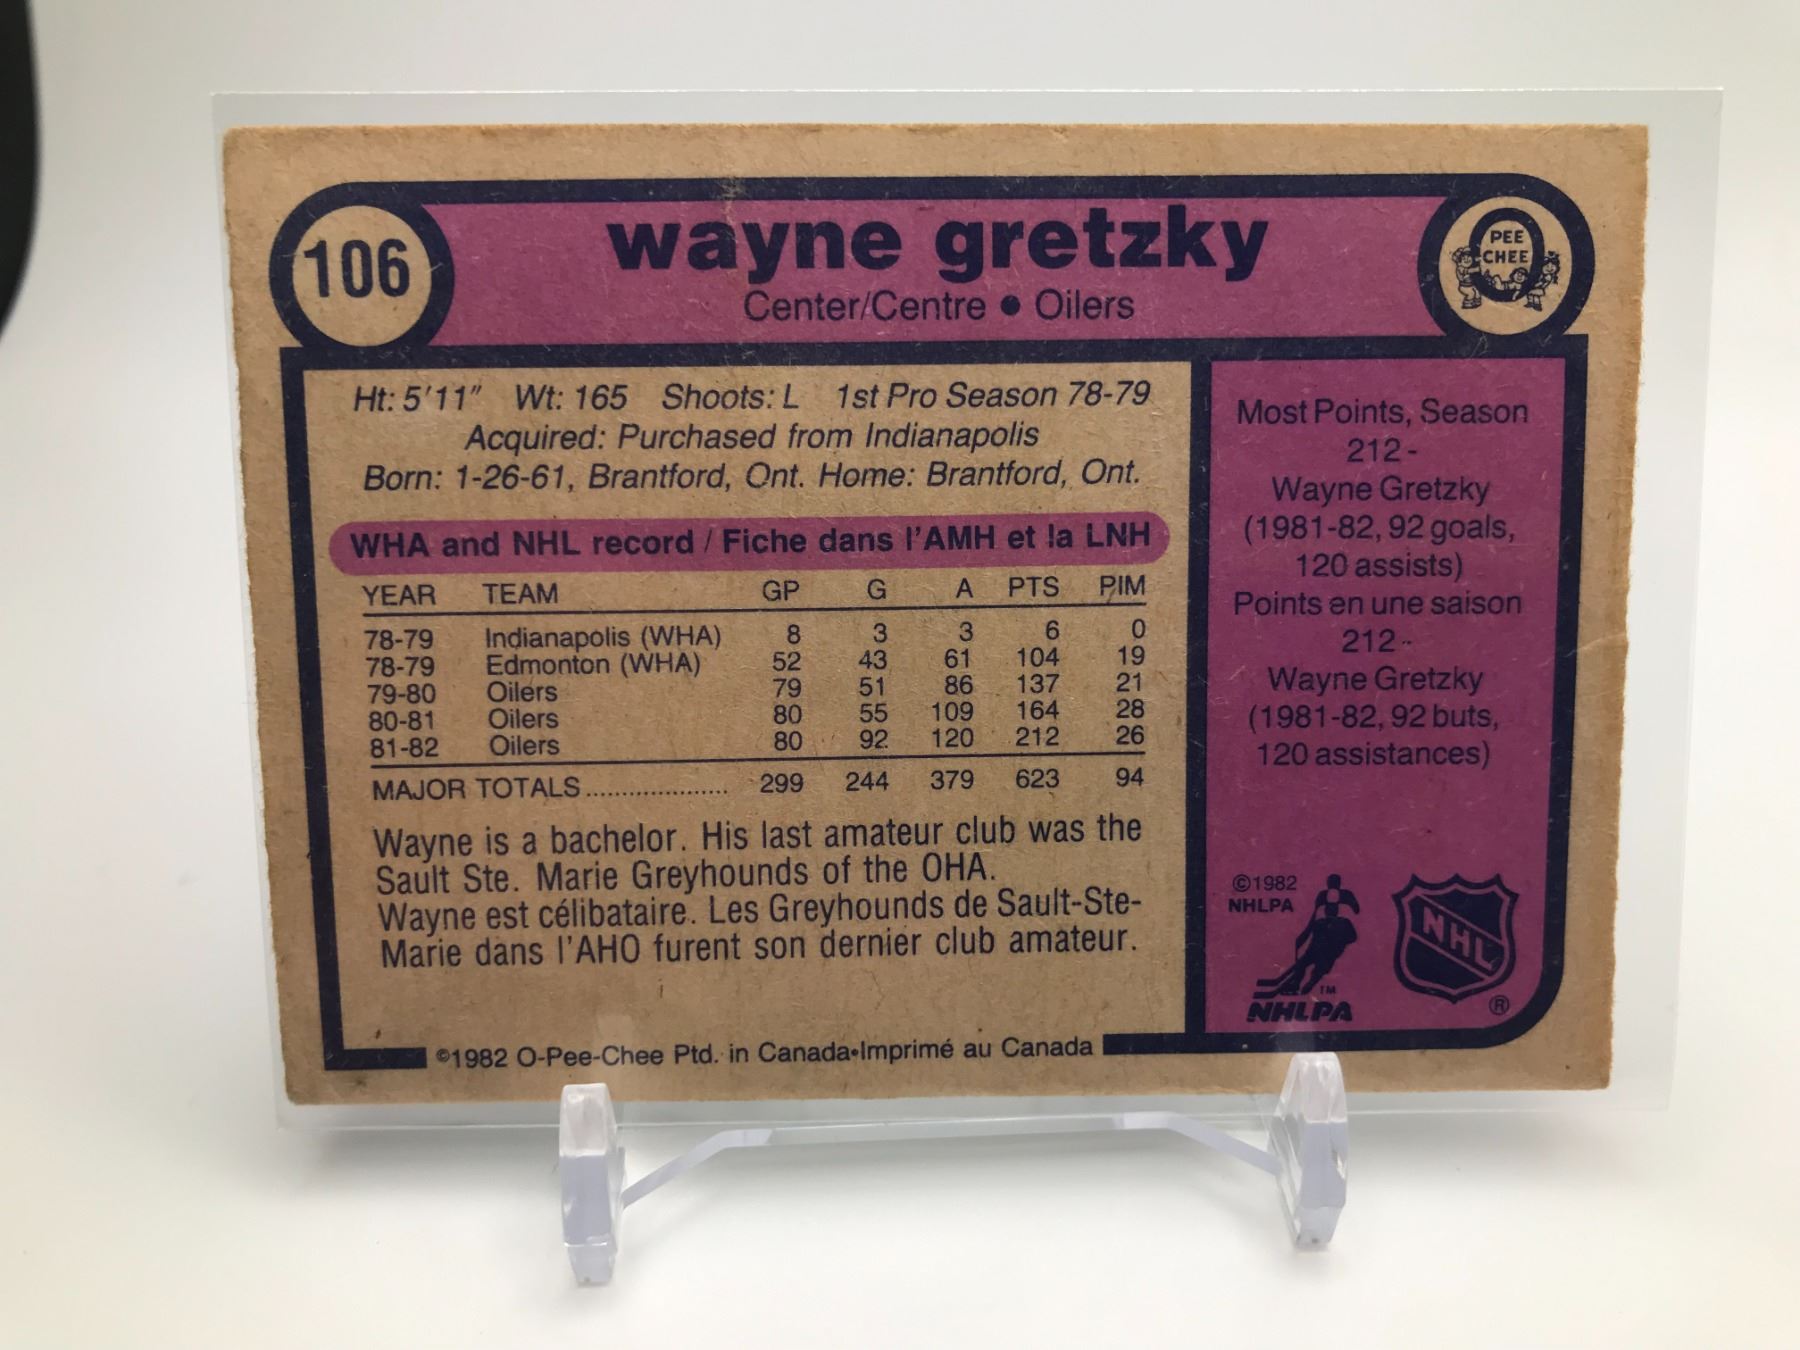 106
wayne gretzky
Center/Centre • Oilers
PEE
CHEE
Ht: 5'11" Wt: 165 Shoots: L 1st Pro Season 78-79
Acquired: Purchased from Indianapolis
Born: 1-26-61, Brantford, Ont. Home: Brantford, Ont.
WHA and NHL record / Fiche dans l'AMH et la LNH
YEAR TEAM GP G A PTS PIM
78-79 Indianapolis (WHA) 8 3 3 6 0
78-79 Edmonton (WHA) 52 43 61 104 19
79-80 Oilers 79 51 86 137 21
80-81 Oilers 80 55 109 164 28
81-82 Oilers 80 92 120 212 26
MAJOR TOTALS.................... 299 244 379 623 94
Wayne is a bachelor. His last amateur club was the
Sault Ste. Marie Greyhounds of the OHA.
Wayne est célibataire. Les Greyhounds de Sault-Ste-
Marie dans l'AHO furent son dernier club amateur.
©1982 O-Pee-Chee Ptd. in Canada•Imprimé au Canada
Most Points, Season
212 -
Wayne Gretzky
(1981-82, 92 goals,
120 assists)
Points en une saison
212 -
Wayne Gretzky
(1981-82, 92 buts,
120 assistances)
©1982
NHLPA
TM
NHLPA
NHL
®